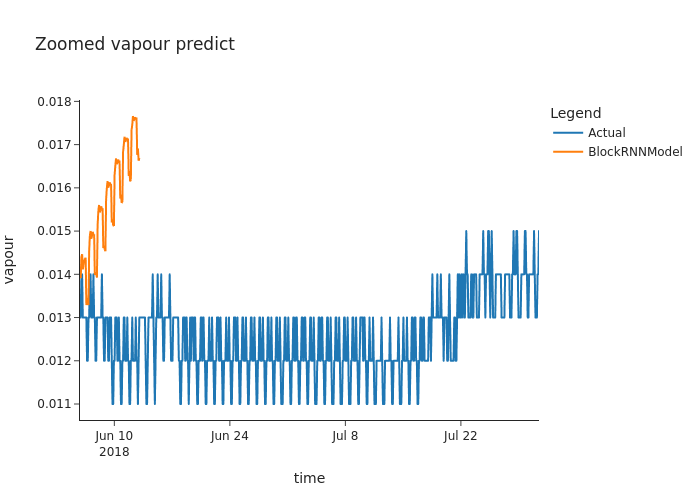 Zoomed vapour predict
Legend
Actual
BlockRNNModel
vapour
0.018
0.017
0.016
0.015
0.014
0.013
0.012
0.011
Jun 10
2018
Jun 24
Jul 8
Jul 22
time